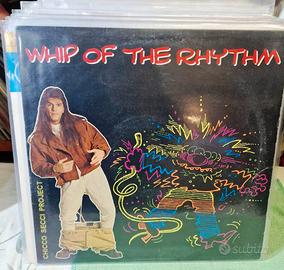 WHIP OF THE RHYTHM
CHICCO SECCI PROJECT
subito